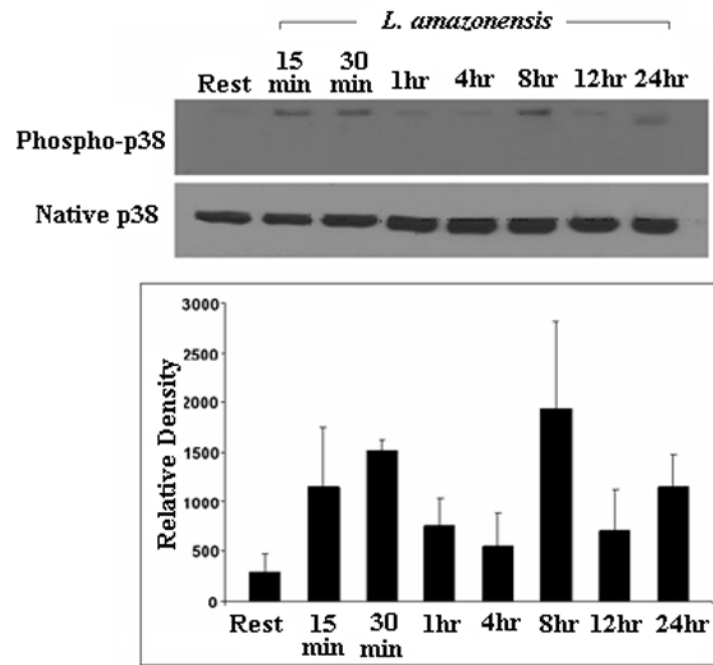 L. amazonensis
Rest 15 min 30 min 1hr 4hr 8hr 12hr 24hr
Phospho-p38
Native p38
Relative Density
3000
2500
2000
1500
1000
500
0
Rest 15 min 30 min 1hr 4hr 8hr 12hr 24hr